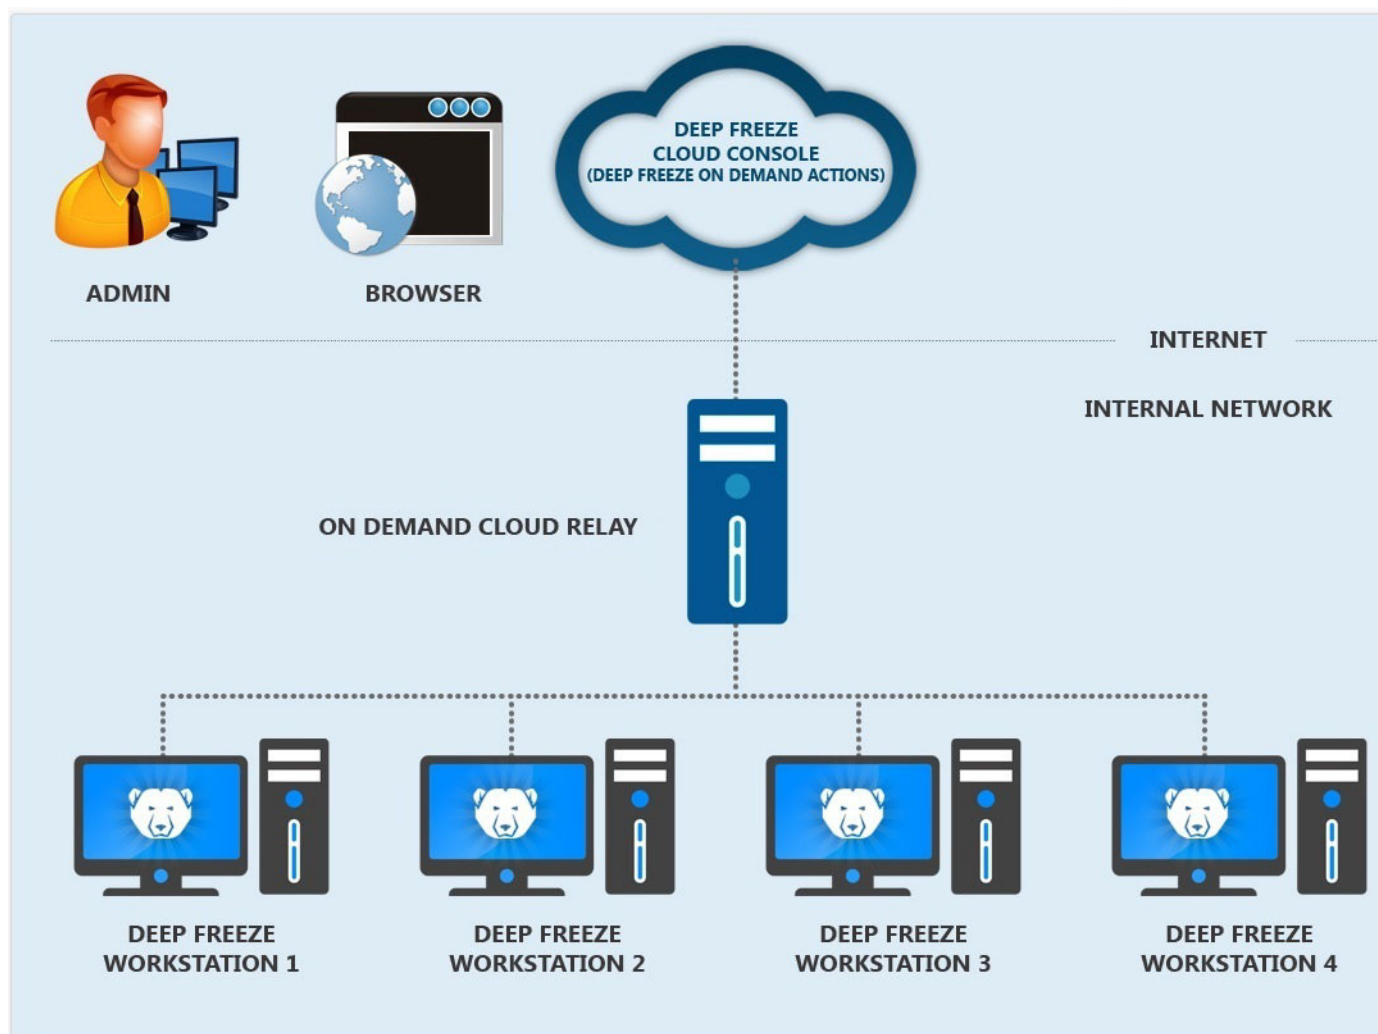 DEEP FREEZE
CLOUD CONSOLE
(DEEP FREEZE ON DEMAND ACTIONS)
ADMIN
BROWSER
INTERNET
INTERNAL NETWORK
ON DEMAND CLOUD RELAY
DEEP FREEZE
WORKSTATION 1
DEEP FREEZE
WORKSTATION 2
DEEP FREEZE
WORKSTATION 3
DEEP FREEZE
WORKSTATION 4